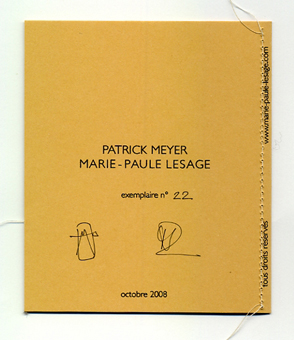 PATRICK MEYER
MARIE-PAULE LESAGE
exemplaire n° 22
octobre 2008
www.marie-paule-lesage.com
tous droits réservés